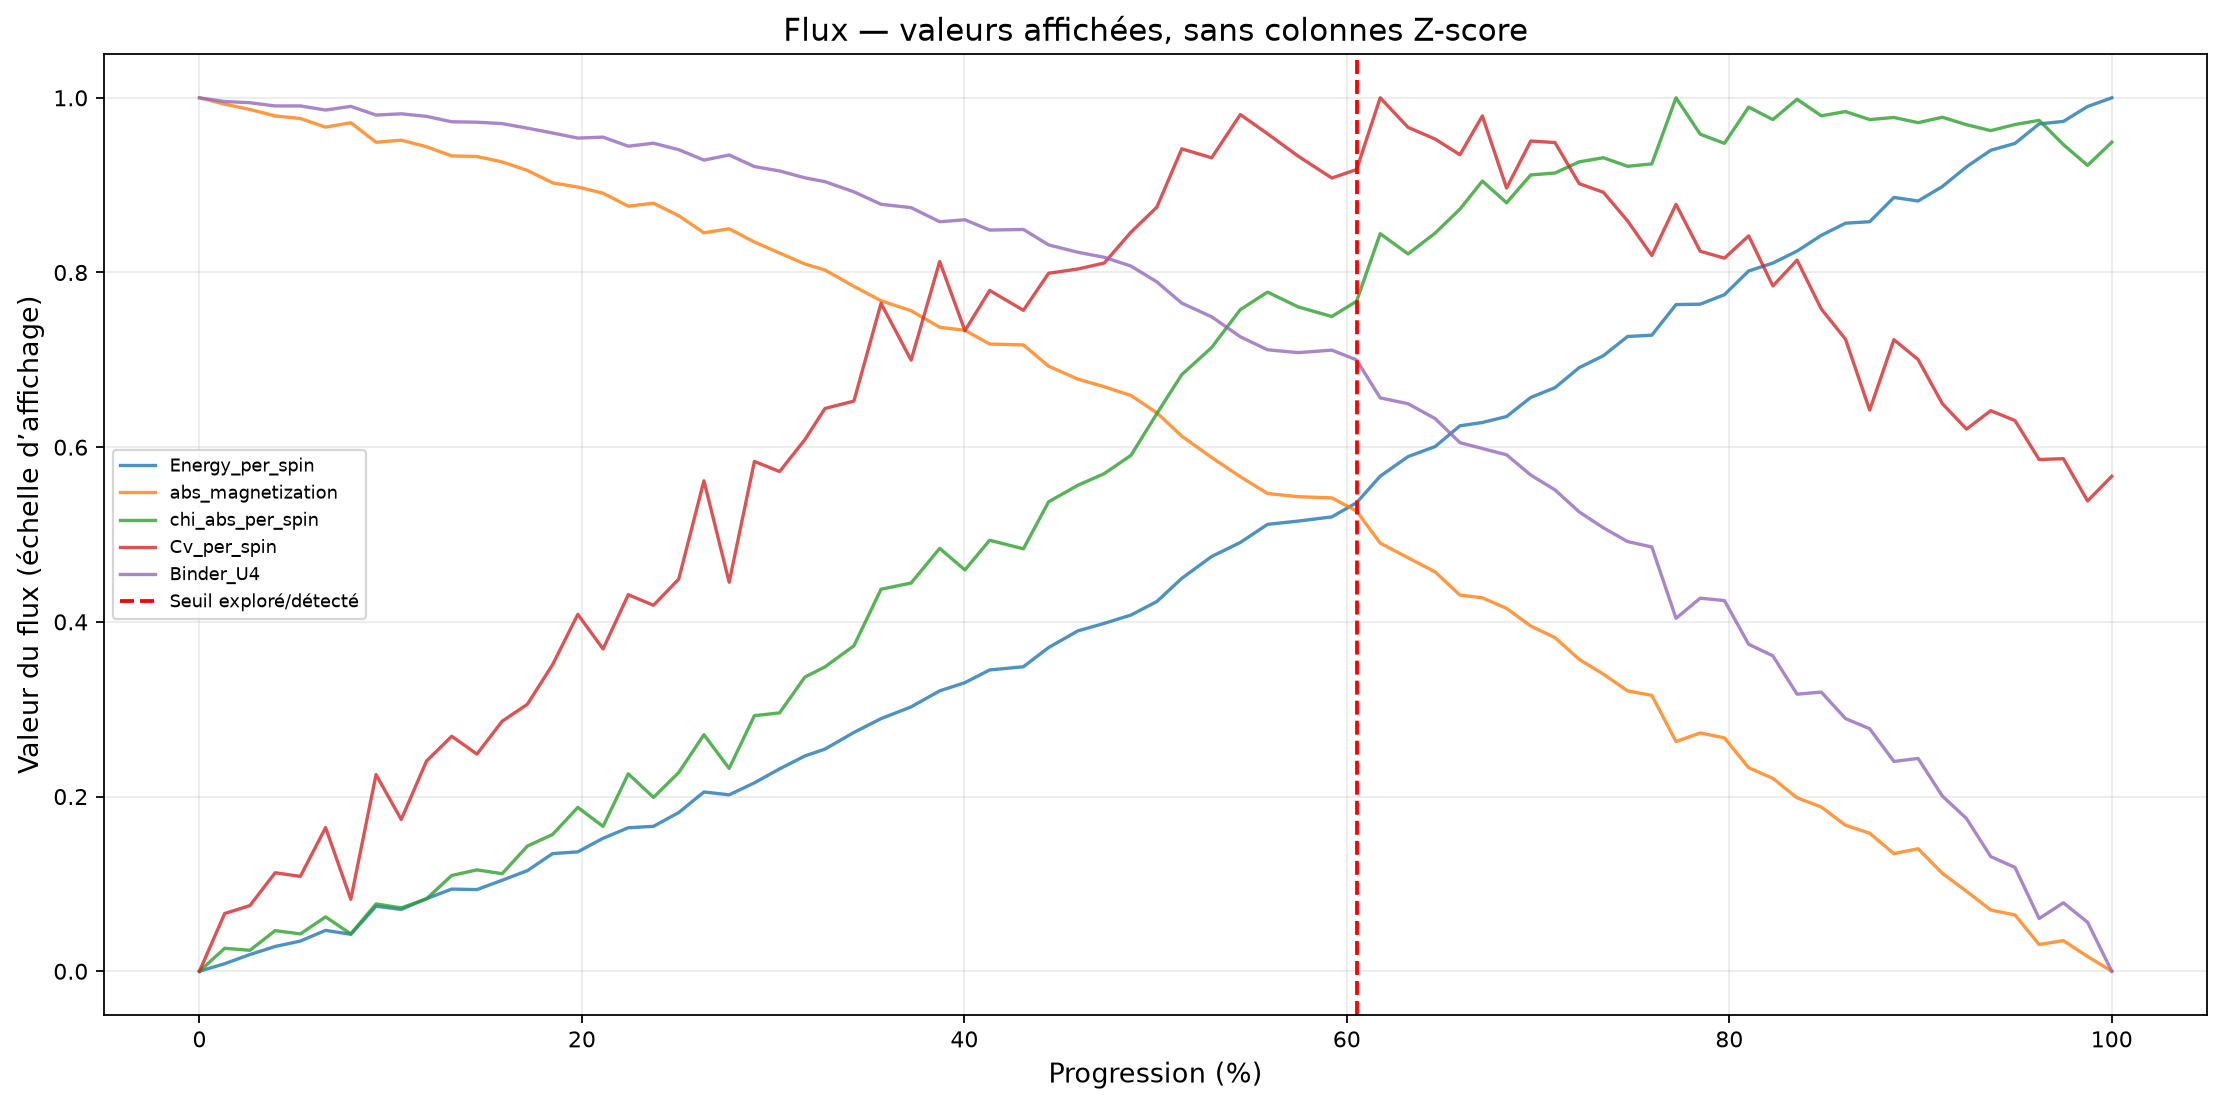 Flux — valeurs affichées, sans colonnes Z-score
Valeur du flux (échelle d’affichage)
1.0
0.8
0.6
0.4
0.2
0.0
Energy_per_spin
abs_magnetization
chi_abs_per_spin
Cv_per_spin
Binder_U4
Seuil exploré/détecté
0 20 40 60 80 100
Progression (%)